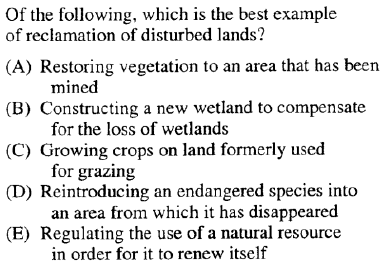 Of the following, which is the best example
of reclamation of disturbed lands?
(A) Restoring vegetation to an area that has been
mined
(B) Constructing a new wetland to compensate
for the loss of wetlands
(C) Growing crops on land formerly used
for grazing
(D) Reintroducing an endangered species into
an area from which it has disappeared
(E) Regulating the use of a natural resource
in order for it to renew itself